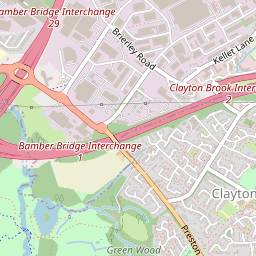 Bamber Bridge Interchange
29
Brierley Road
Kellet Lane
Clayton Brook Inter
2
Bamber Bridge Interchange
1
Clayton
Preston
Green Wood